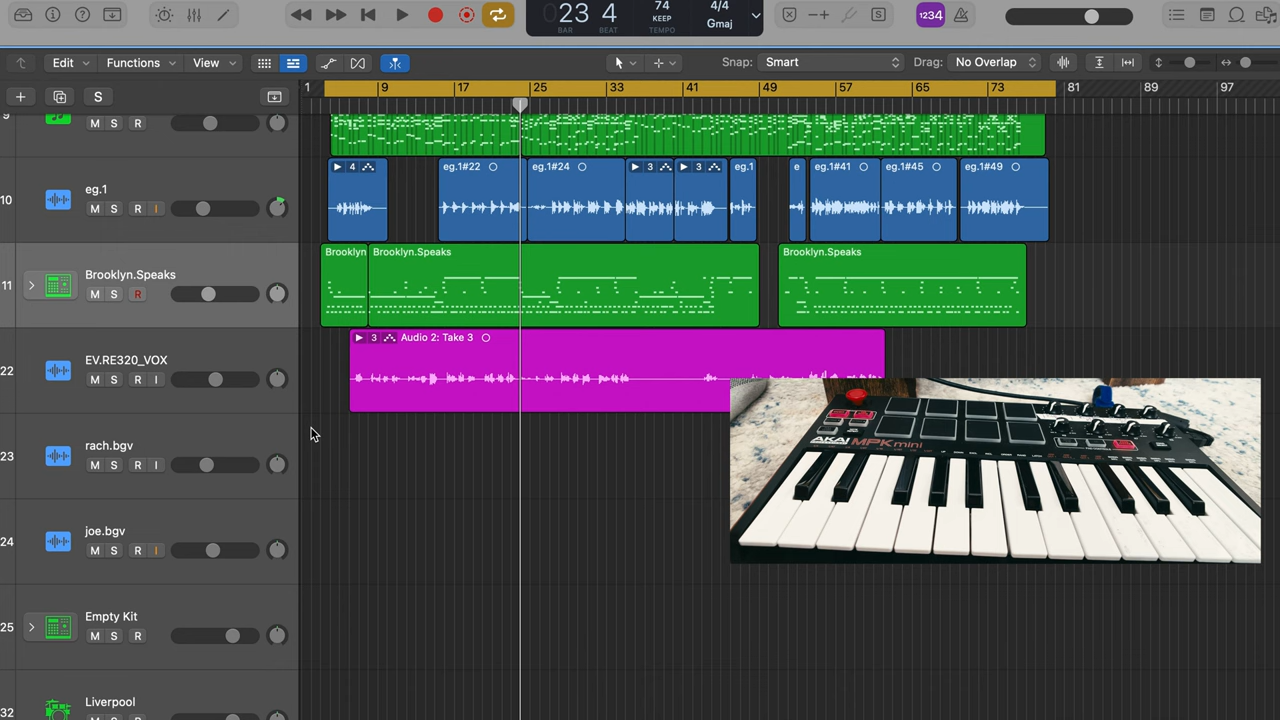 23 4 74 4/4
KEEP Gmaj
BAR BEAT TEMPO
1234
Edit Functions View Snap: Smart Drag: No Overlap
S
1 9 17 25 33 41 49 57 65 73 81 89 97
9 M S R
10 eg.1
M S R I
4 eg.1#22 eg.1#24 3 3 eg.1 e eg.1#41 eg.1#45 eg.1#49
11 Brooklyn.Speaks
M S R
Brooklyn Brooklyn.Speaks Brooklyn.Speaks
22 EV.RE320_VOX
M S R I
3 Audio 2: Take 3
23 rach.bgv
M S R I
24 joe.bgv
M S R I
25 Empty Kit
M S R
32 Liverpool
M S R
AKAI MPK mini